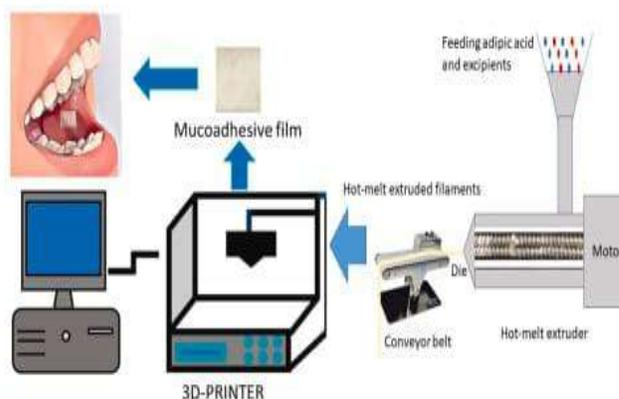 Feeding adipic acid
and excipients
Mucoadhesive film
Hot-melt extruded filaments
Moto
Die
Conveyor belt
Hot-melt extruder
3D-PRINTER